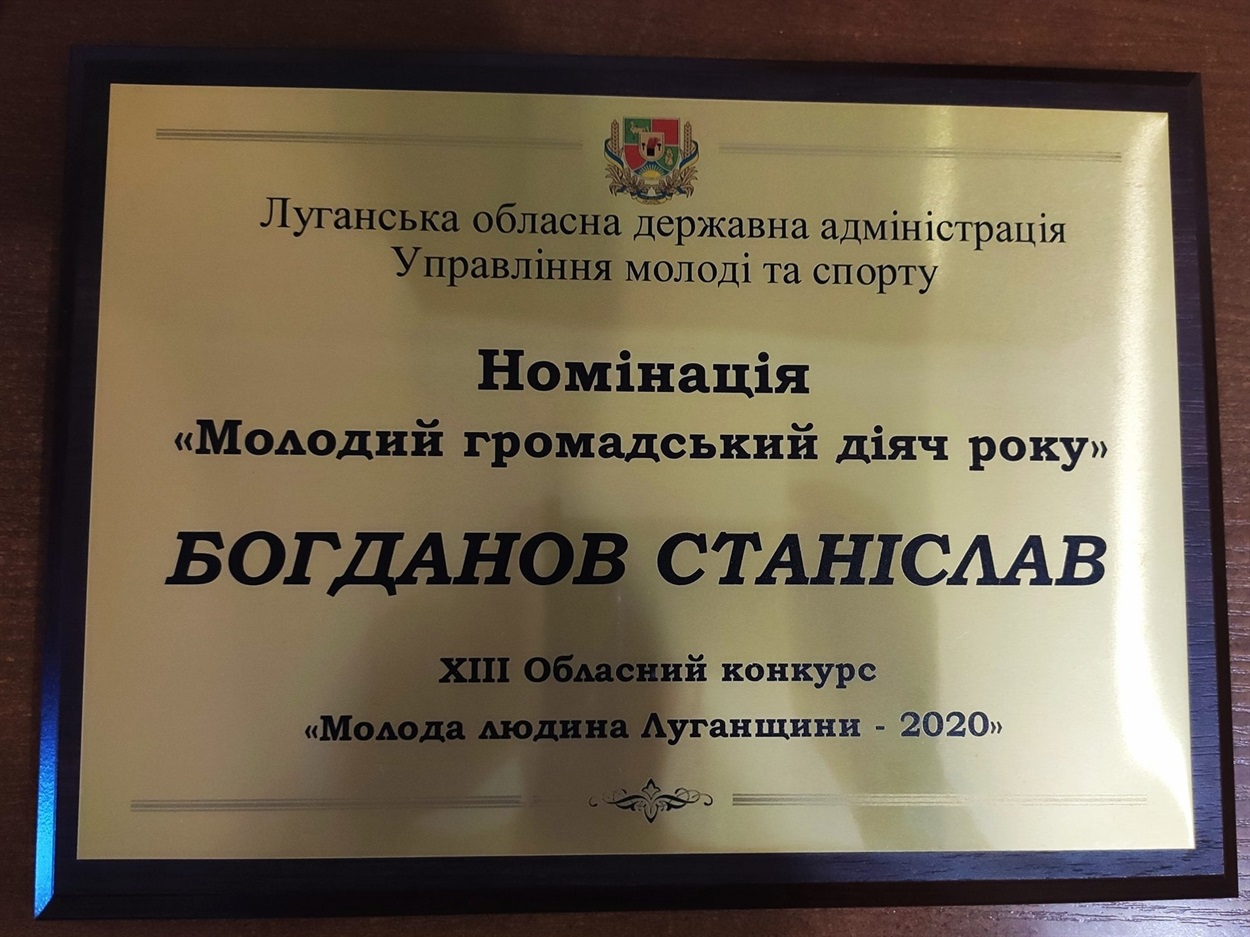 Луганська обласна державна адміністрація
Управління молоді та спорту
Номінація
«Молодий громадський діяч року»
БОГДАНОВ СТАНІСЛАВ
XIII Обласний конкурс
«Молода людина Луганщини - 2020»